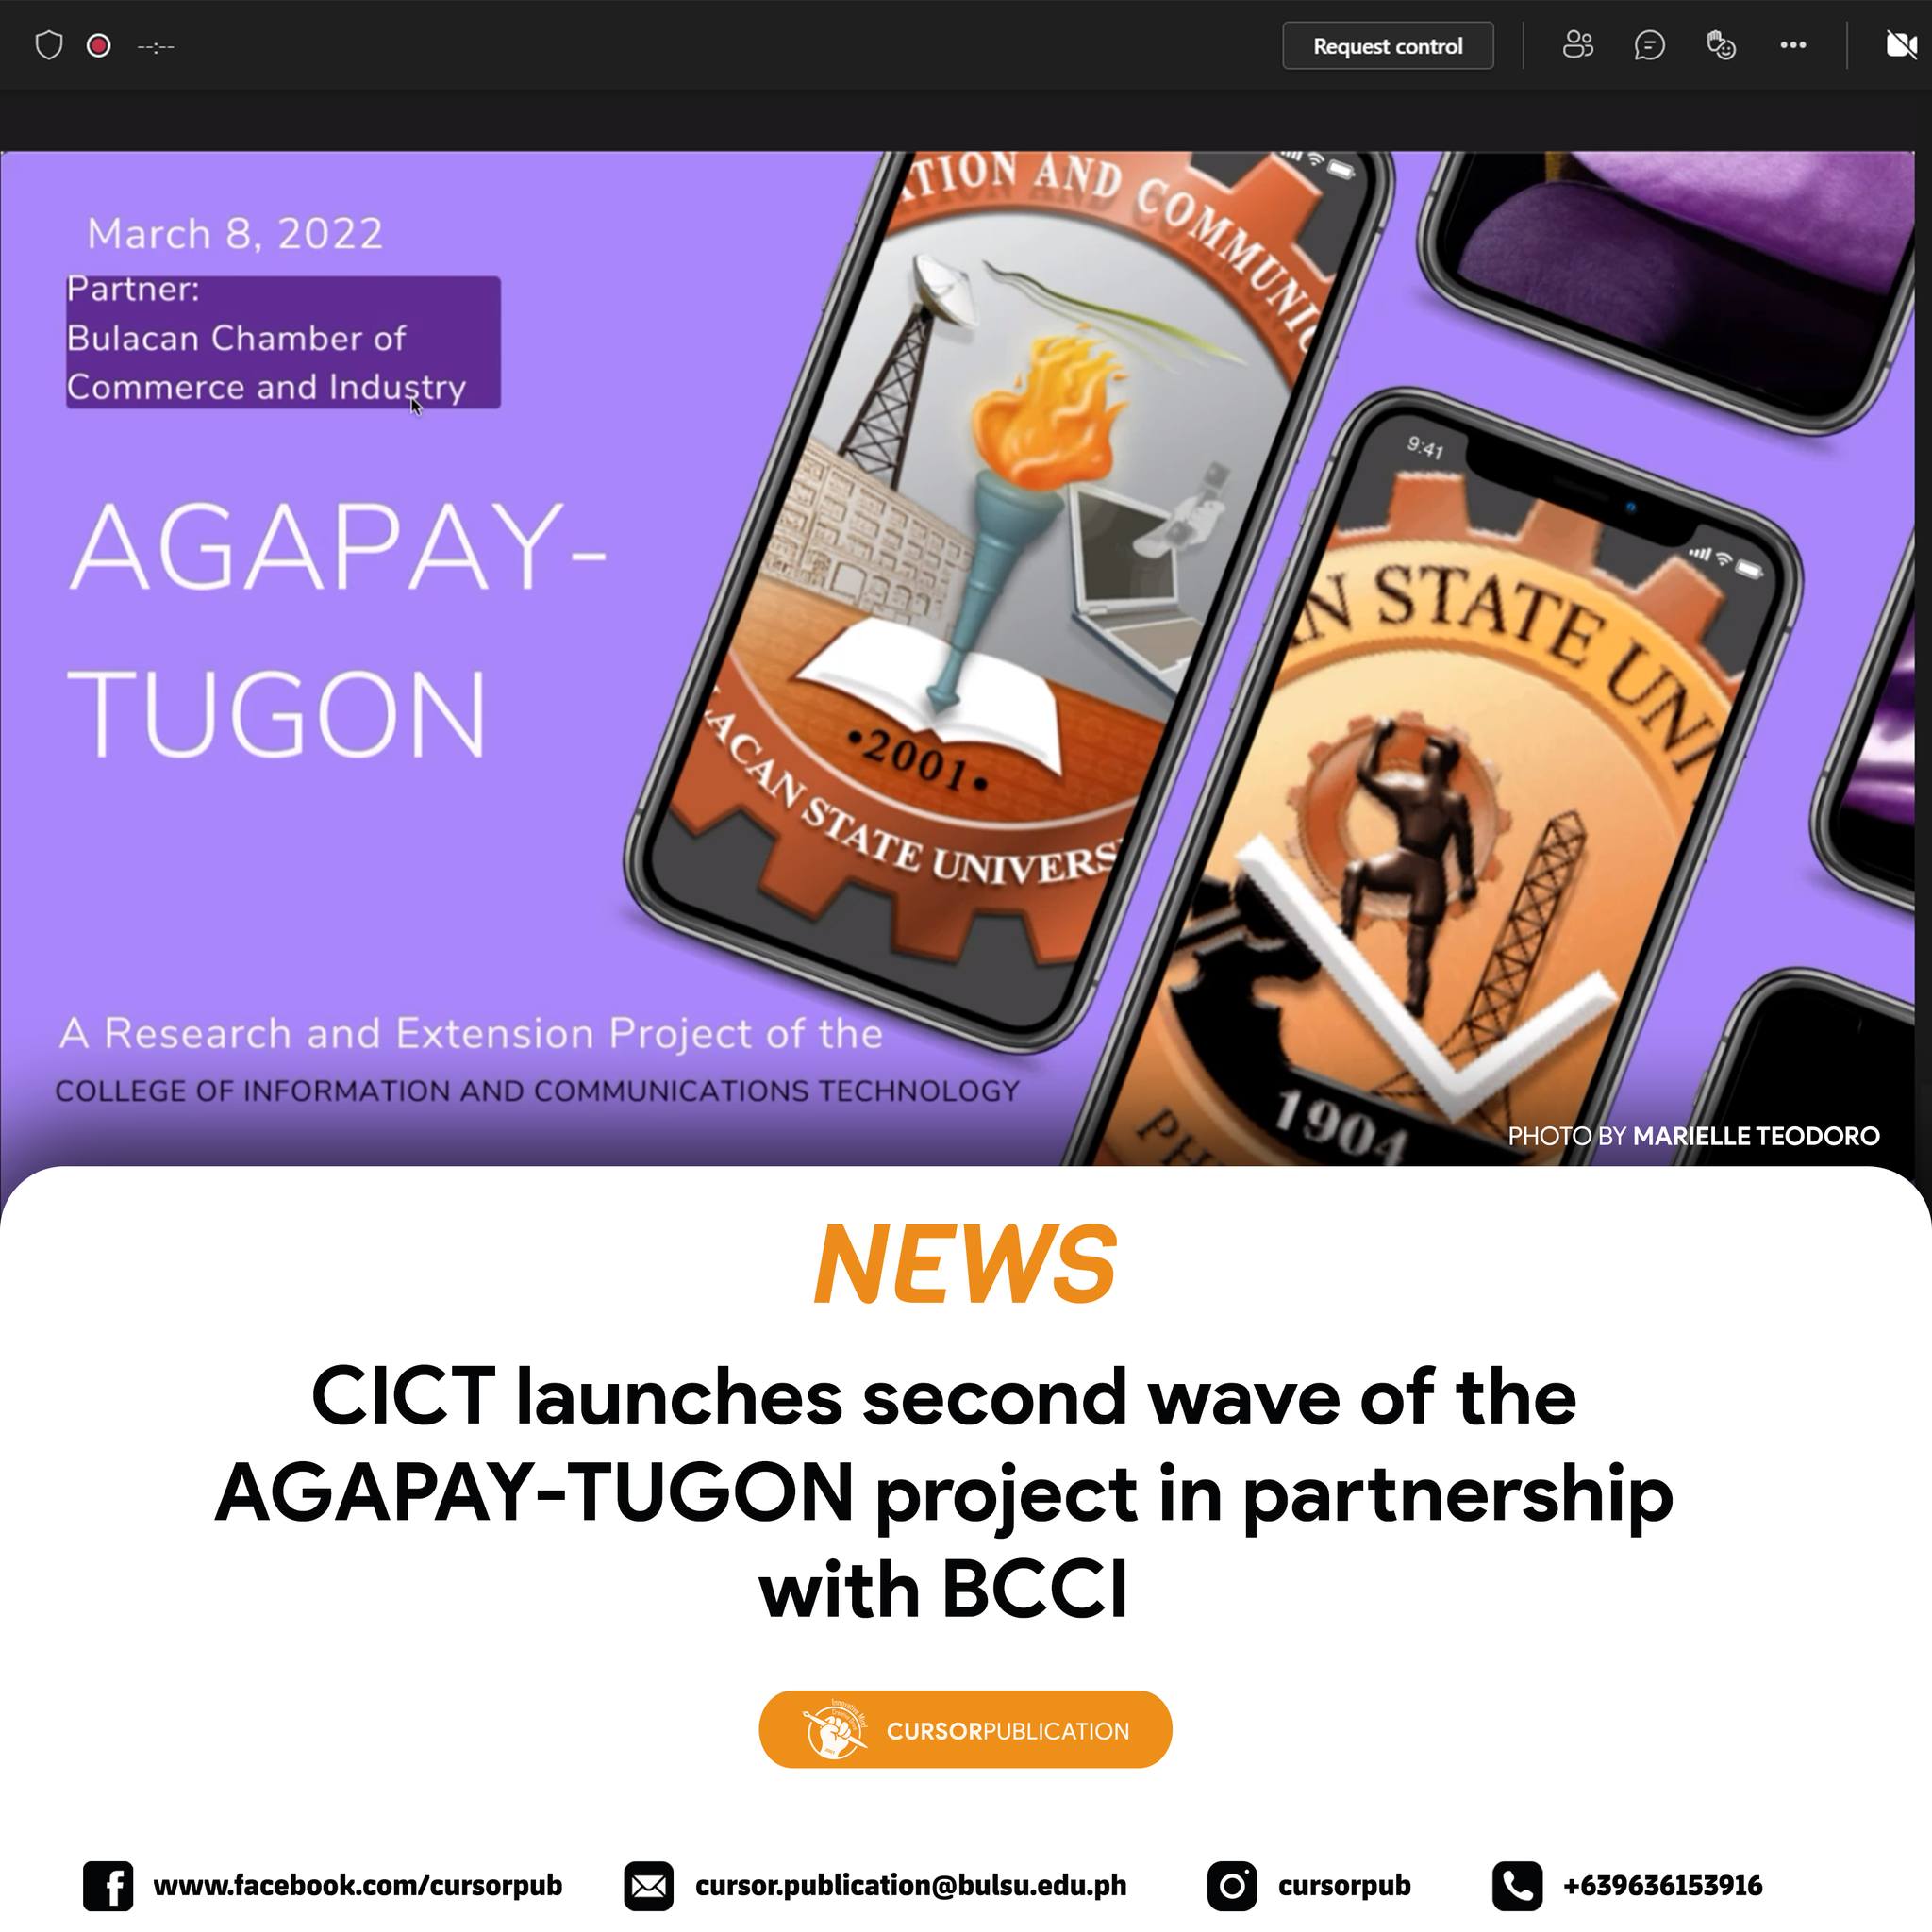 --:--
Request control
March 8, 2022
Partner:
Bulacan Chamber of
Commerce and Industry
AGAPAY-
TUGON
A Research and Extension Project of the
COLLEGE OF INFORMATION AND COMMUNICATIONS TECHNOLOGY
TION AND COMMUNIC
•2001•
ACAN STATE UNIVERS
9:41
N STATE UNI
1904
PH
PHOTO BY MARIELLE TEODORO
NEWS
CICT launches second wave of the
AGAPAY-TUGON project in partnership
with BCCI
CURSORPUBLICATION
www.facebook.com/cursorpub
cursor.publication@bulsu.edu.ph
cursorpub
+639636153916